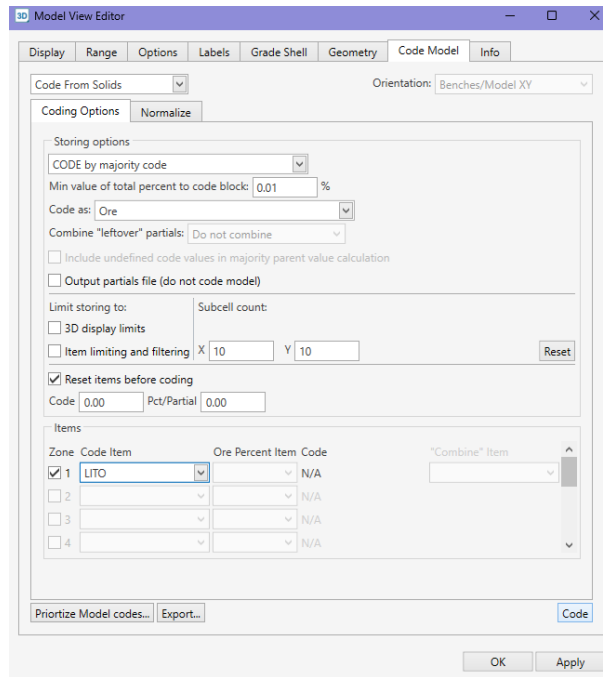 3D Model View Editor
Display Range Options Labels Grade Shell Geometry Code Model Info
Code From Solids Orientation: Benches/Model XY
Coding Options Normalize
Storing options
CODE by majority code
Min value of total percent to code block: 0.01 %
Code as: Ore
Combine "leftover" partials: Do not combine
Include undefined code values in majority parent value calculation
Output partials file (do not code model)
Limit storing to: Subcell count:
3D display limits
Item limiting and filtering X 10 Y 10 Reset
Reset items before coding
Code 0.00 Pct/Partial 0.00
Items
Zone Code Item Ore Percent Item Code "Combine" Item
1 LITO N/A
2 N/A
3 N/A
4 N/A
Priortize Model codes... Export... Code
OK Apply